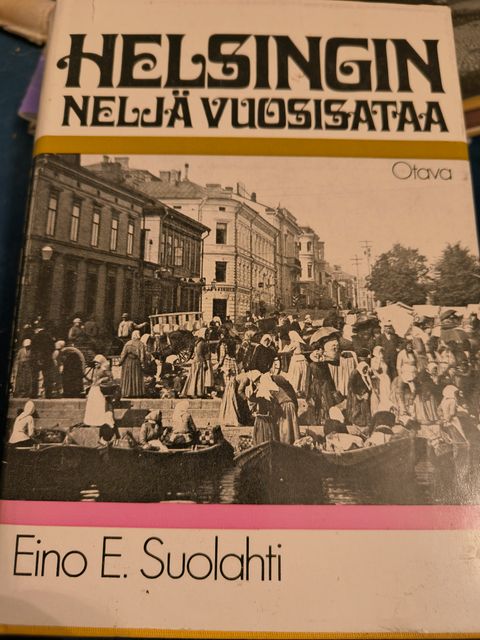 HELSINGIN
NELJÄ VUOSISATAA
Otava
Eino E. Suolahti